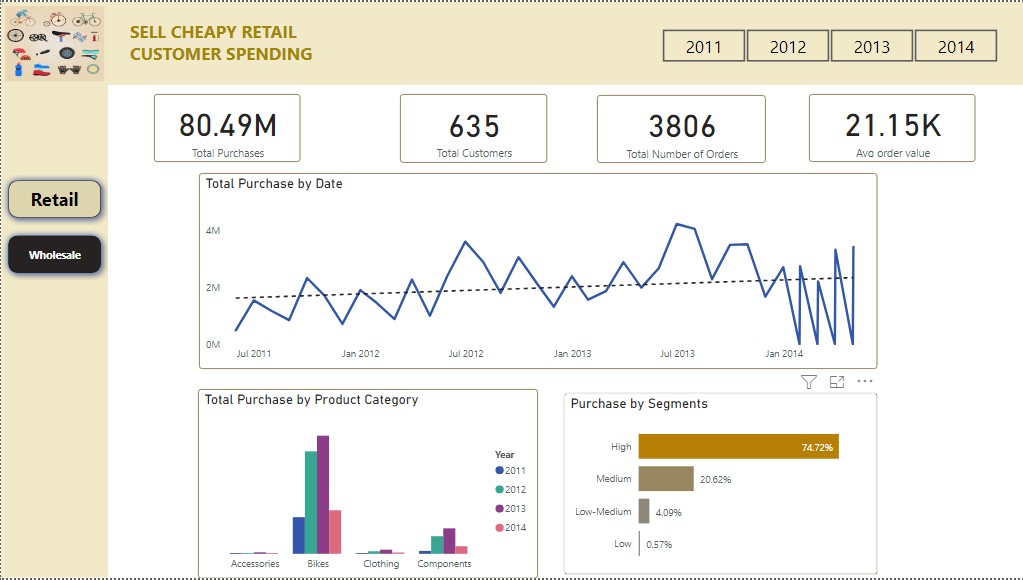 SELL CHEAPY RETAIL
CUSTOMER SPENDING
2011
2012
2013
2014
80.49M
Total Purchases
635
Total Customers
3806
Total Number of Orders
21.15K
Avg order value
Retail
Wholesale
Total Purchase by Date
4M
2M
0M
Jul 2011
Jan 2012
Jul 2012
Jan 2013
Jul 2013
Jan 2014
Total Purchase by Product Category
Year
2011
2012
2013
2014
Accessories
Bikes
Clothing
Components
Purchase by Segments
High
74.72%
Medium
20.62%
Low-Medium
4.09%
Low
0.57%